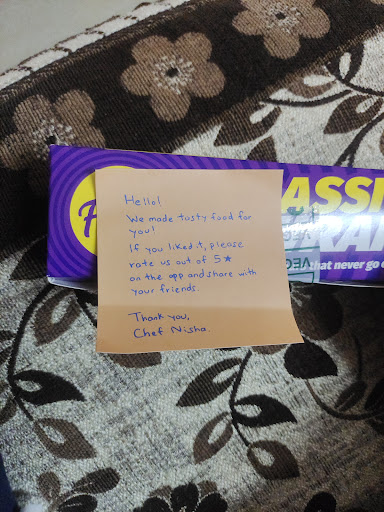 Hello!
We made tasty food for
you!
If you liked it, please
rate us out of 5★
on the app and share with
your friends.
Thank you,
Chef Nisha.
ASSI
RA
that never go
VEG